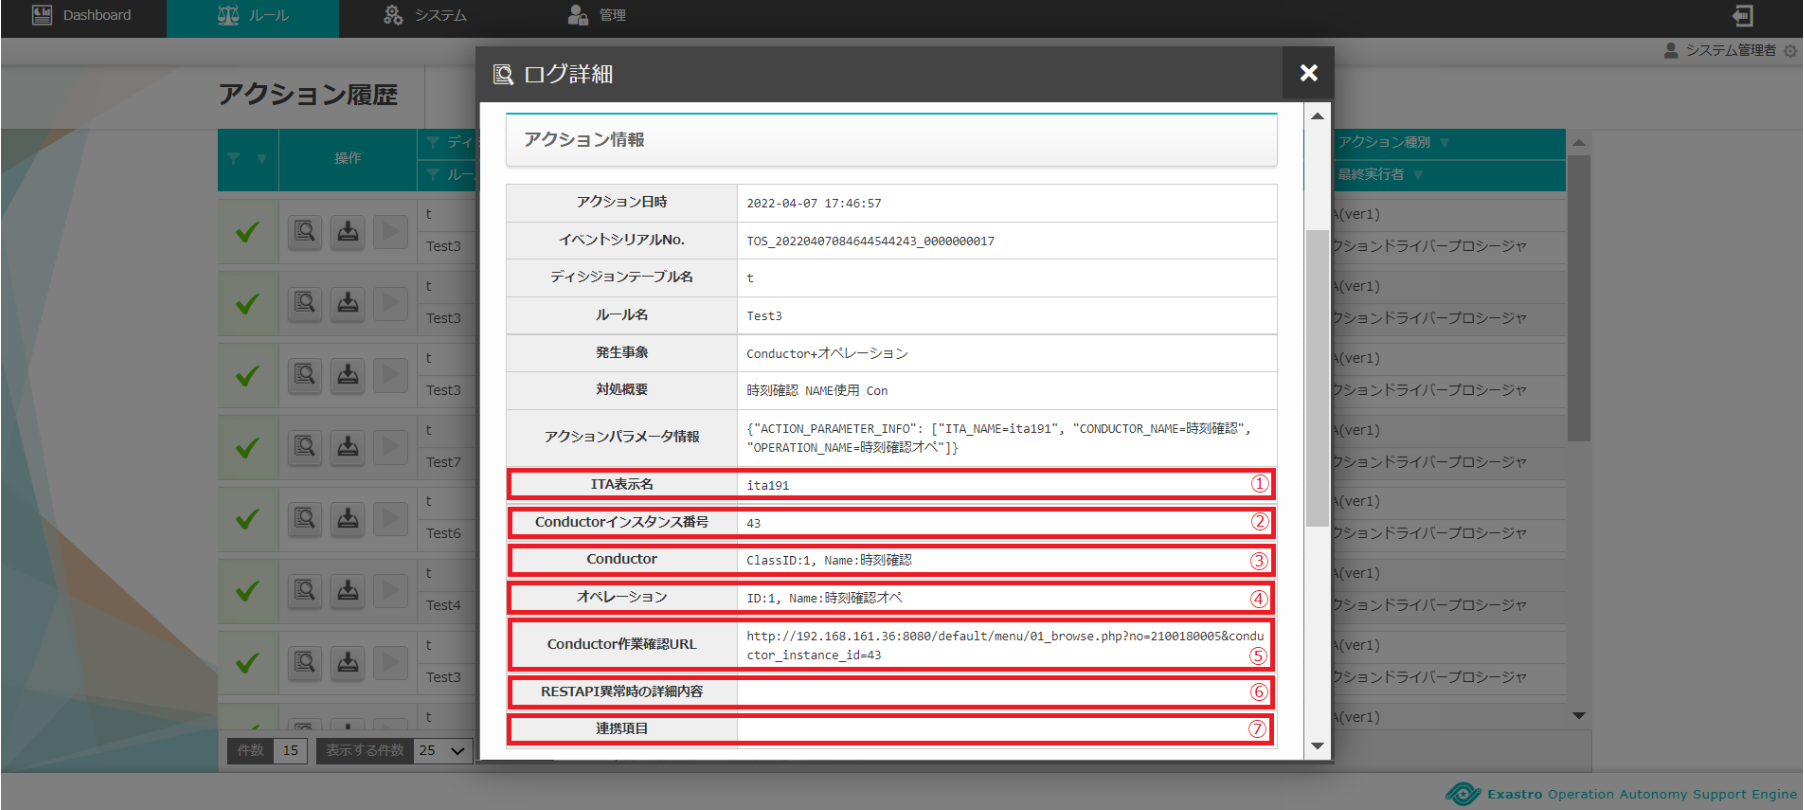 Dashboard
ルール
システム
管理
システム管理者
アクション履歴
ログ詳細
アクション情報
操作
ディ
ルー
アクション種別
最終実行者
アクション日時 2022-04-07 17:46:57
イベントシリアルNo. TOS_20220407084644544243_0000000017
ディシジョンテーブル名 t
ルール名 Test3
発生事象 Conductor+オペレーション
対処概要 時刻確認 NAME使用 Con
アクションパラメータ情報 {"ACTION_PARAMETER_INFO": ["ITA_NAME=ita191", "CONDUCTOR_NAME=時刻確認",
"OPERATION_NAME=時刻確認オペ"]}
ITA表示名 ita191 ①
Conductorインスタンス番号 43 ②
Conductor ClassID:1, Name:時刻確認 ③
オペレーション ID:1, Name:時刻確認オペ ④
Conductor作業確認URL http://192.168.161.36:8080/default/menu/01_browse.php?no=2100180005&condu
ctor_instance_id=43 ⑤
RESTAPI異常時の詳細内容 ⑥
連携項目 ⑦
t
Test3
t
Test3
t
Test3
t
Test7
t
Test6
t
Test4
t
Test3
t
(ver1)
クションドライバープロシージャ
(ver1)
クションドライバープロシージャ
(ver1)
クションドライバープロシージャ
(ver1)
クションドライバープロシージャ
(ver1)
クションドライバープロシージャ
(ver1)
クションドライバープロシージャ
(ver1)
クションドライバープロシージャ
(ver1)
件数 15 表示する件数 25
Exastro Operation Autonomy Support Engine